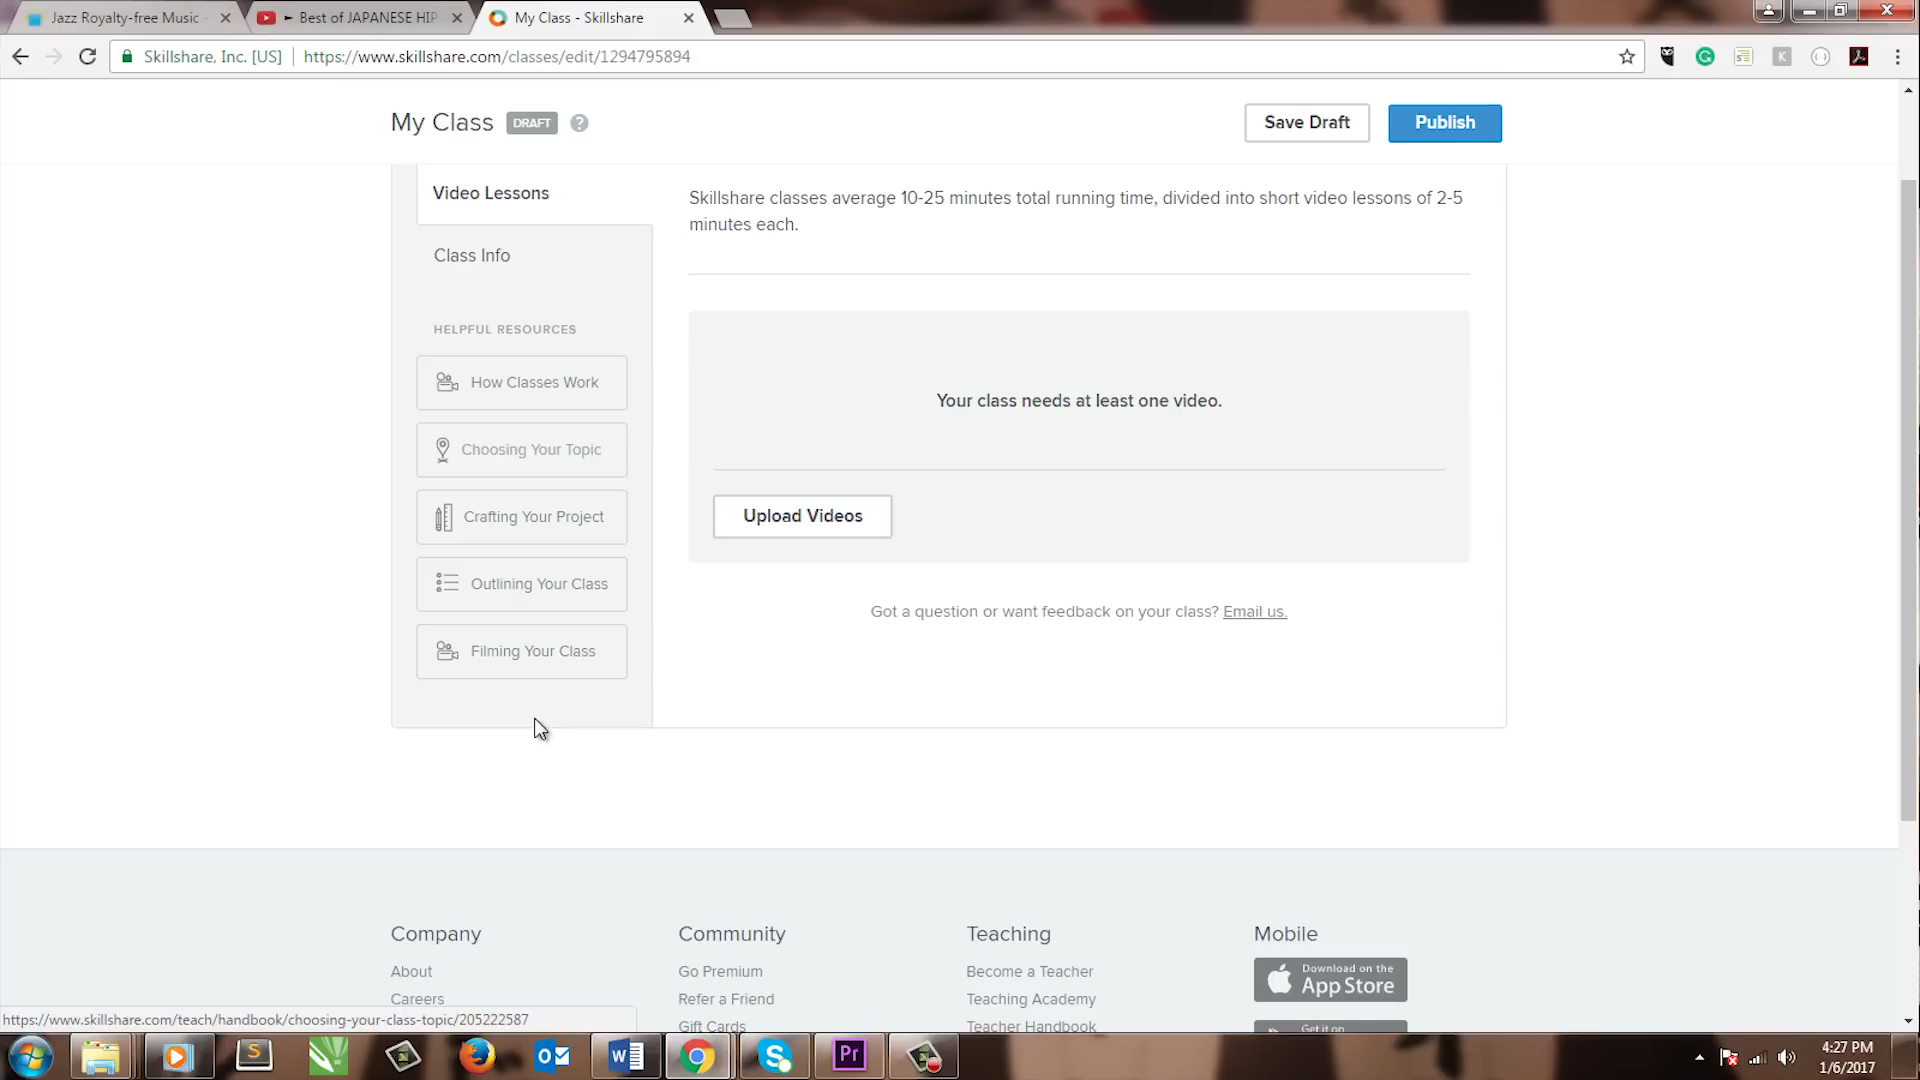 Jazz Royalty-free Music -
► Best of JAPANESE HIP
My Class - Skillshare
Skillshare, Inc. [US]
https://www.skillshare.com/classes/edit/1294795894
My Class
DRAFT
?
Save Draft
Publish
Video Lessons
Skillshare classes average 10-25 minutes total running time, divided into short video lessons of 2-5
minutes each.
Class Info
HELPFUL RESOURCES
How Classes Work
Choosing Your Topic
Crafting Your Project
Outlining Your Class
Filming Your Class
Your class needs at least one video.
Upload Videos
Got a question or want feedback on your class? Email us.
Company
Community
Teaching
Mobile
About
Go Premium
Become a Teacher
Download on the
App Store
Careers
Refer a Friend
Teaching Academy
Gift Cards
Teacher Handbook
Get it on
https://www.skillshare.com/teach/handbook/choosing-your-class-topic/205222587
4:27 PM
1/6/2017